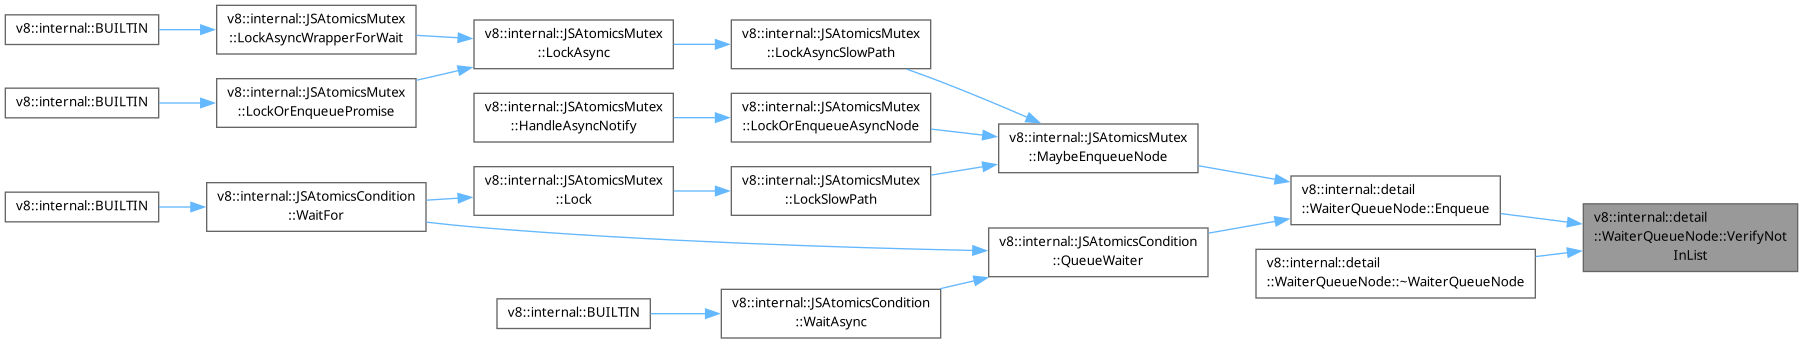 v8::internal::BUILTIN
v8::internal::JSAtomicsMutex
::LockAsyncWrapperForWait
v8::internal::JSAtomicsMutex
::LockAsync
v8::internal::JSAtomicsMutex
::LockAsyncSlowPath
v8::internal::BUILTIN
v8::internal::JSAtomicsMutex
::LockOrEnqueuePromise
v8::internal::JSAtomicsMutex
::HandleAsyncNotify
v8::internal::JSAtomicsMutex
::LockOrEnqueueAsyncNode
v8::internal::JSAtomicsMutex
::MaybeEnqueueNode
v8::internal::BUILTIN
v8::internal::JSAtomicsCondition
::WaitFor
v8::internal::JSAtomicsMutex
::Lock
v8::internal::JSAtomicsMutex
::LockSlowPath
v8::internal::detail
::WaiterQueueNode::Enqueue
v8::internal::detail
::WaiterQueueNode::VerifyNot
InList
v8::internal::JSAtomicsCondition
::QueueWaiter
v8::internal::detail
::WaiterQueueNode::~WaiterQueueNode
v8::internal::BUILTIN
v8::internal::JSAtomicsCondition
::WaitAsync